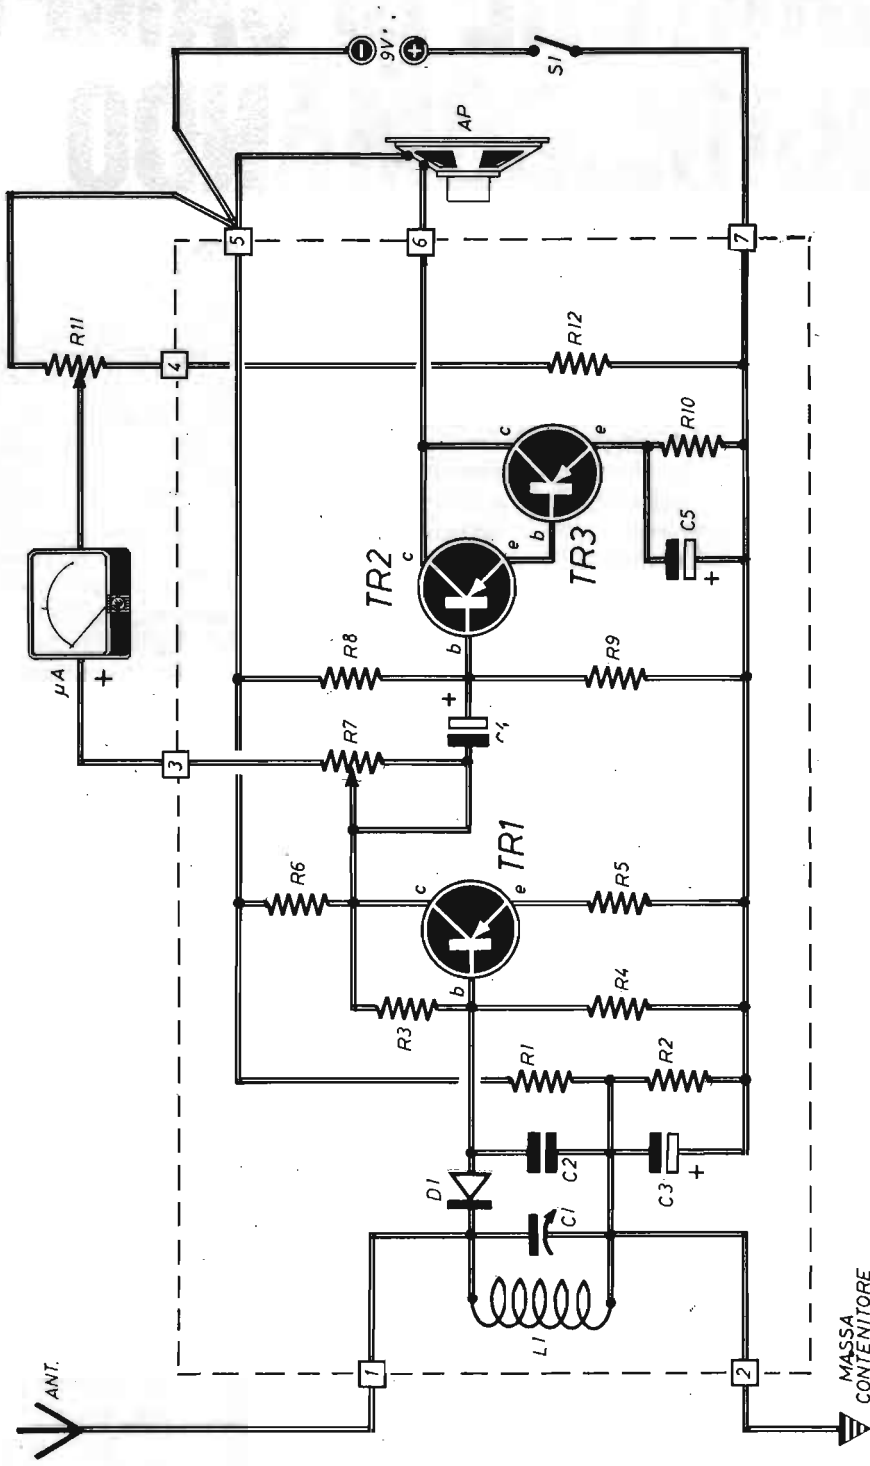 ANT.
1
2
MASSA
CONTENITORE
L1
C1
D1
C2
C3
+
R1
R2
R3
R4
b
c
e
TR1
R5
R6
R7
3
µA
+
+
R8
R9
b
c
e
TR2
b
c
e
TR3
C5
+
R10
R11
4
R12
5
6
7
AP
9V
S1